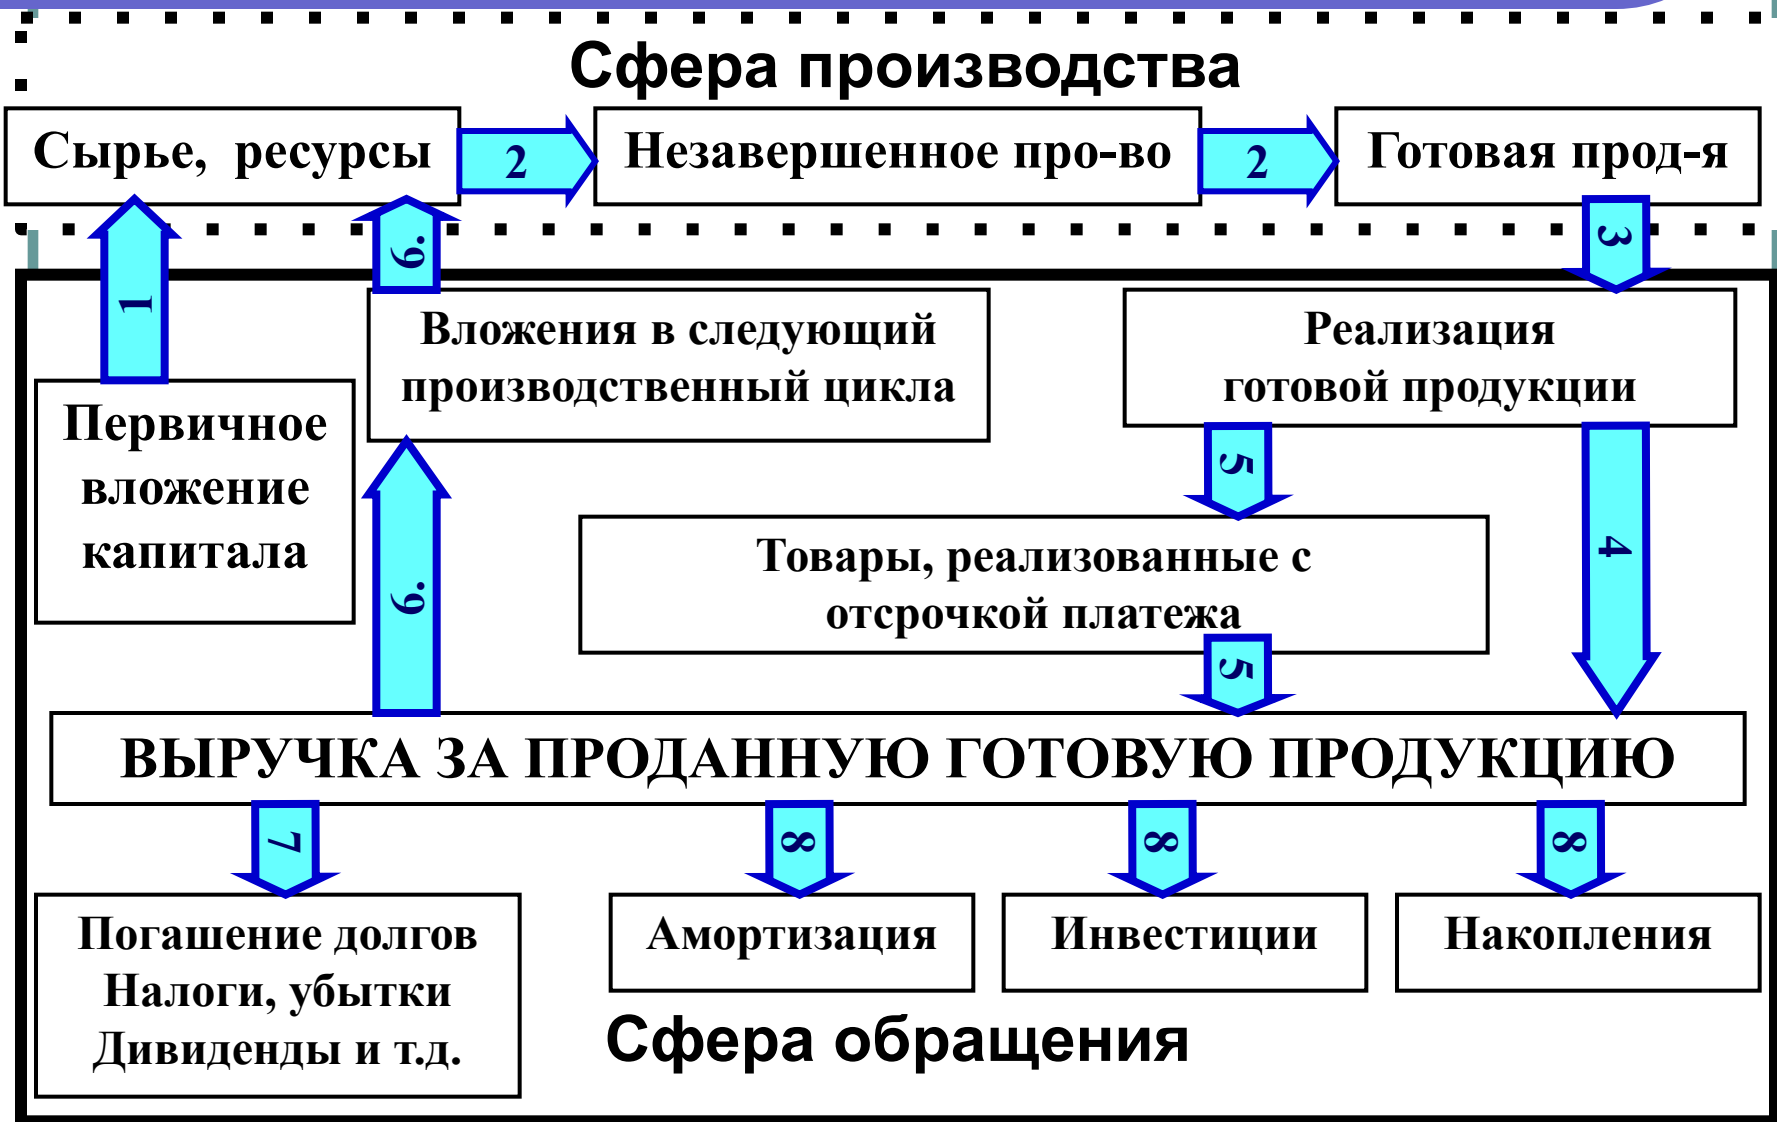 Сфера производства
Сырье, ресурсы
2
Незавершенное про-во
2
Готовая прод-я
1
6.
3
Вложения в следующий
производственный цикла
Реализация
готовой продукции
Первичное
вложение
капитала
6.
5
4
Товары, реализованные с
отсрочкой платежа
5
ВЫРУЧКА ЗА ПРОДАННУЮ ГОТОВУЮ ПРОДУКЦИЮ
7
8
8
8
Погашение долгов
Налоги, убытки
Дивиденды и т.д.
Амортизация
Инвестиции
Накопления
Сфера обращения